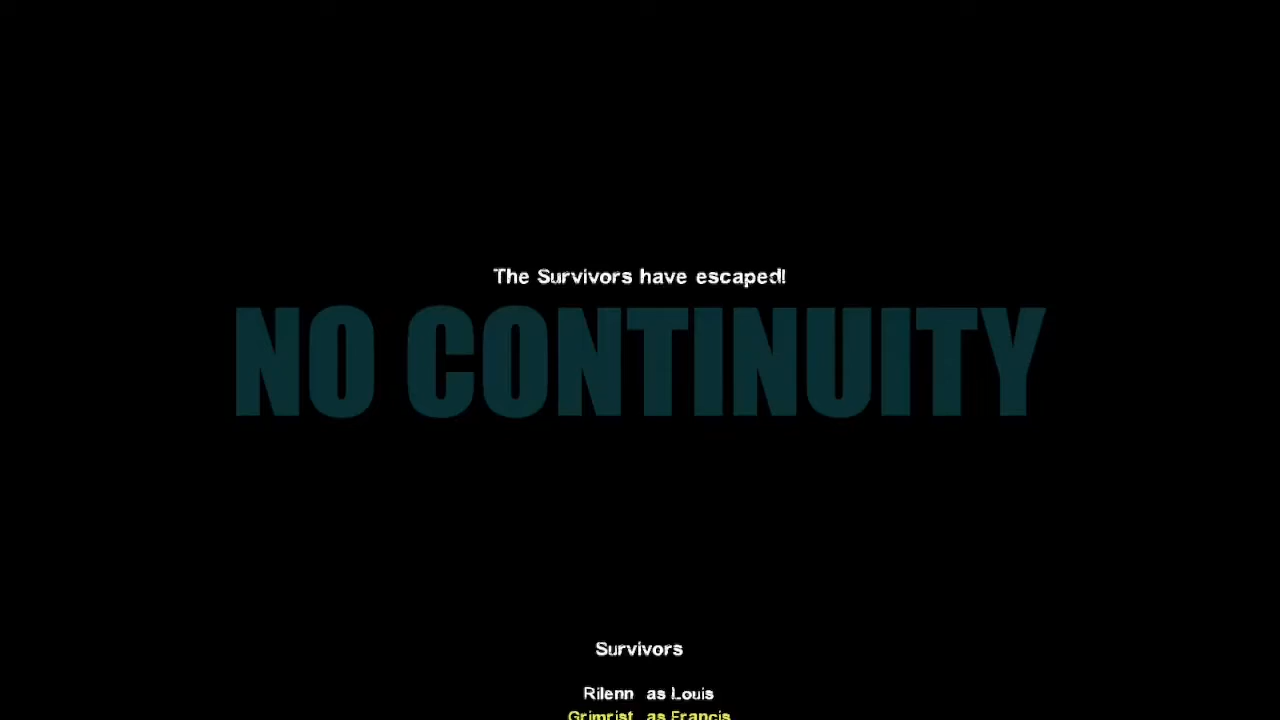 The Survivors have escaped!
NO CONTINUITY
Survivors
Rilenn as Louis
Grimrist as Francis